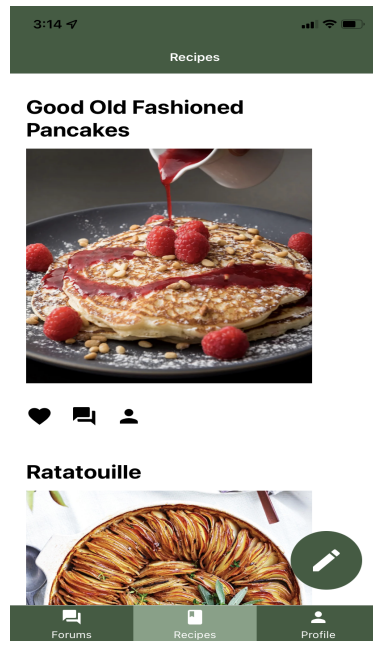 3:14
Recipes
Good Old Fashioned
Pancakes
Ratatouille
Forums
Recipes
Profile